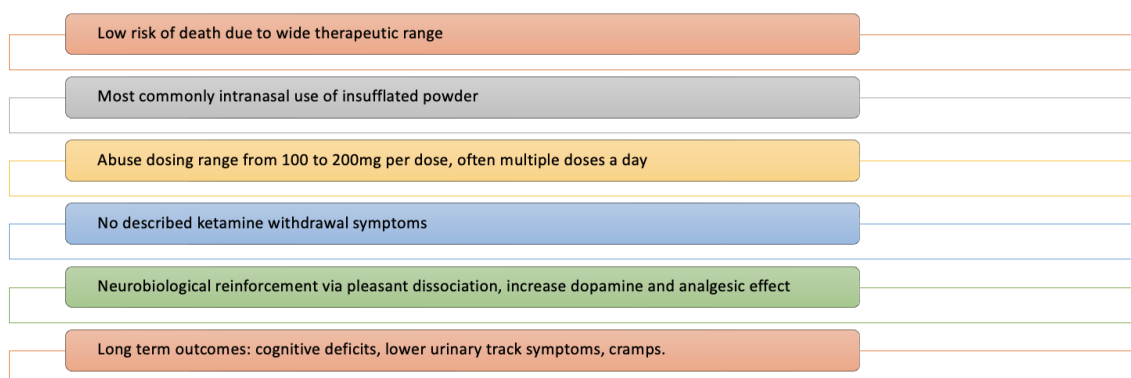 Low risk of death due to wide therapeutic range
Most commonly intranasal use of insufflated powder
Abuse dosing range from 100 to 200mg per dose, often multiple doses a day
No described ketamine withdrawal symptoms
Neurobiological reinforcement via pleasant dissociation, increase dopamine and analgesic effect
Long term outcomes: cognitive deficits, lower urinary track symptoms, cramps.